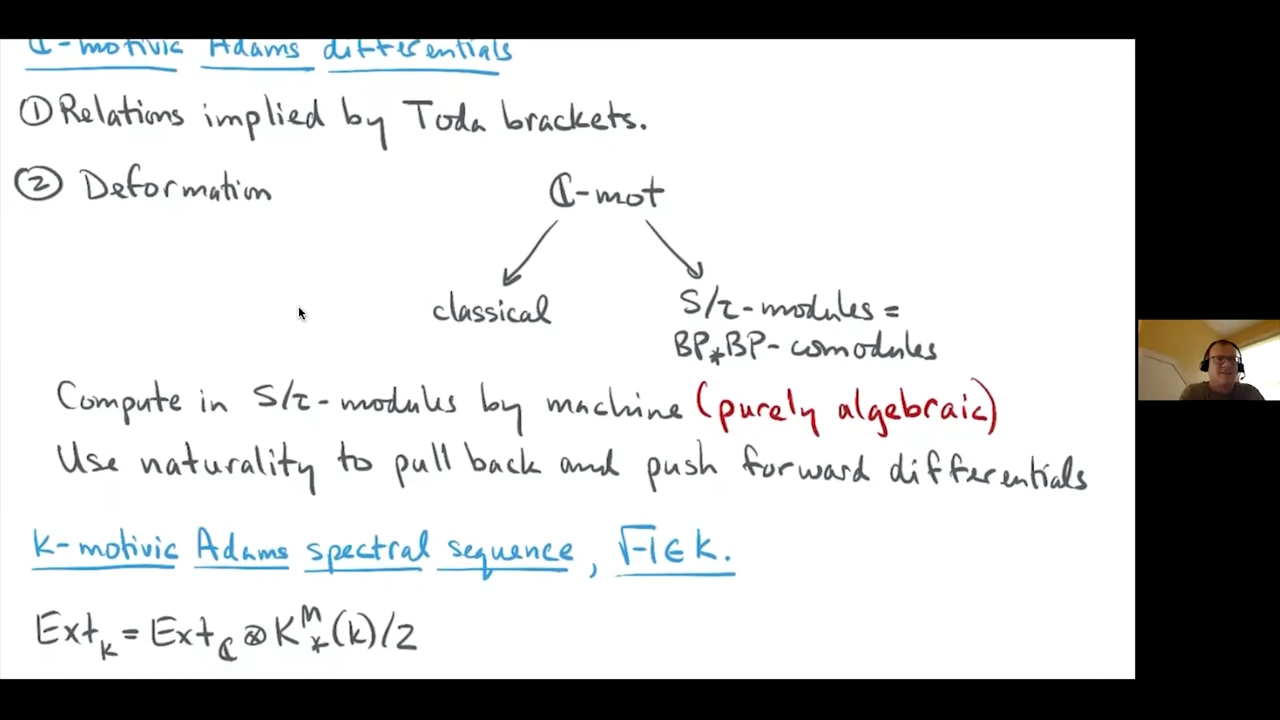 ℂ-motivic Adams differentials
① Relations implied by Toda brackets.
② Deformation
ℂ-mot
classical
S/τ-modules =
BP_*BP-comodules
Compute in S/τ-modules by machine (purely algebraic)
Use naturality to pull back and push forward differentials
k-motivic Adams spectral sequence, √-1 ∈ k.
Ext_k = Ext_ℂ ⊗ K^M_*(k)/2